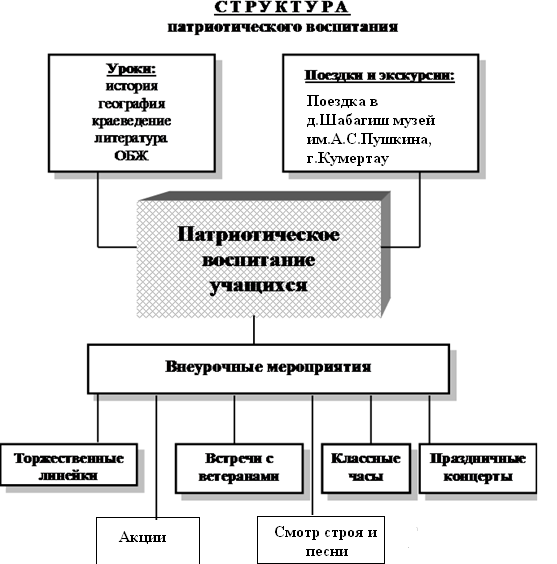 СТРУКТУРА
патриотического воспитания
Уроки:
история
география
краеведение
литература
ОБЖ
Поездки и экскурсии:
Поездка в
д.Шабагиш музей
им.А.С.Пушкина,
г.Кумертау
Патриотическое
воспитание
учащихся
Внеурочные мероприятия
Торжественные
линейки
Встречи с
ветеранами
Классные
часы
Праздничные
концерты
Акции
Смотр строя и
песни